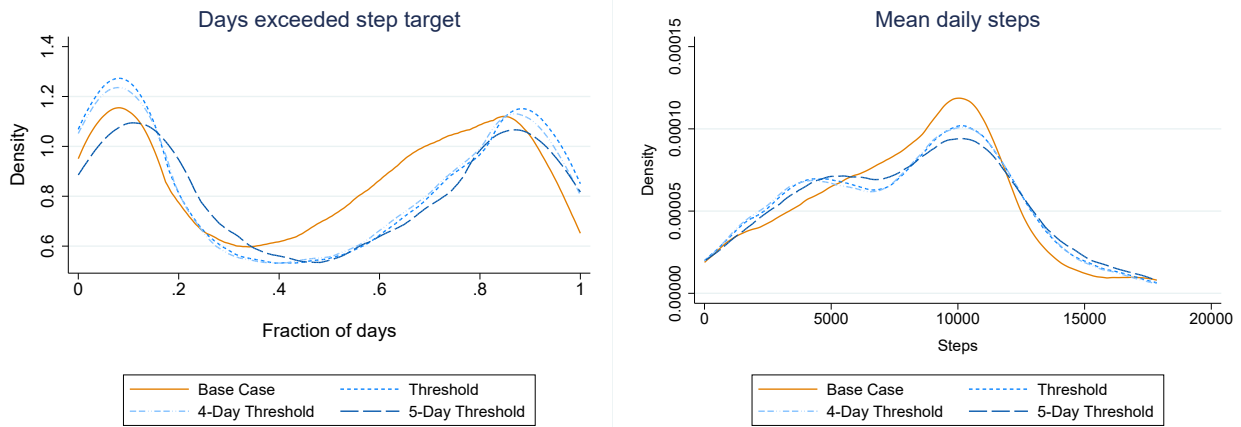 Days exceeded step target
Density
1.4
1.2
1.0
0.8
0.6
0
.2
.4
.6
.8
1
Fraction of days
Base Case
Threshold
4-Day Threshold
5-Day Threshold
Mean daily steps
Density
0.00015
0.00010
0.00005
0.00000
0
5000
10000
15000
20000
Steps
Base Case
Threshold
4-Day Threshold
5-Day Threshold